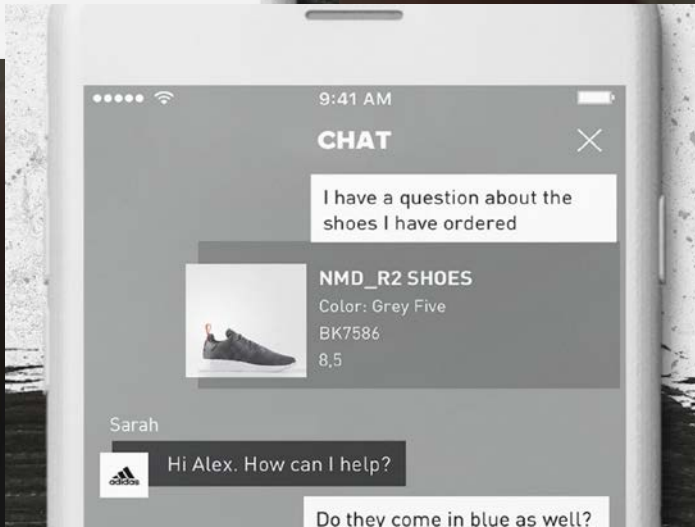 9:41 AM
CHAT
I have a question about the
shoes I have ordered
NMD_R2 SHOES
Color: Grey Five
BK7586
8,5
Sarah
Hi Alex. How can I help?
adidas
Do they come in blue as well?